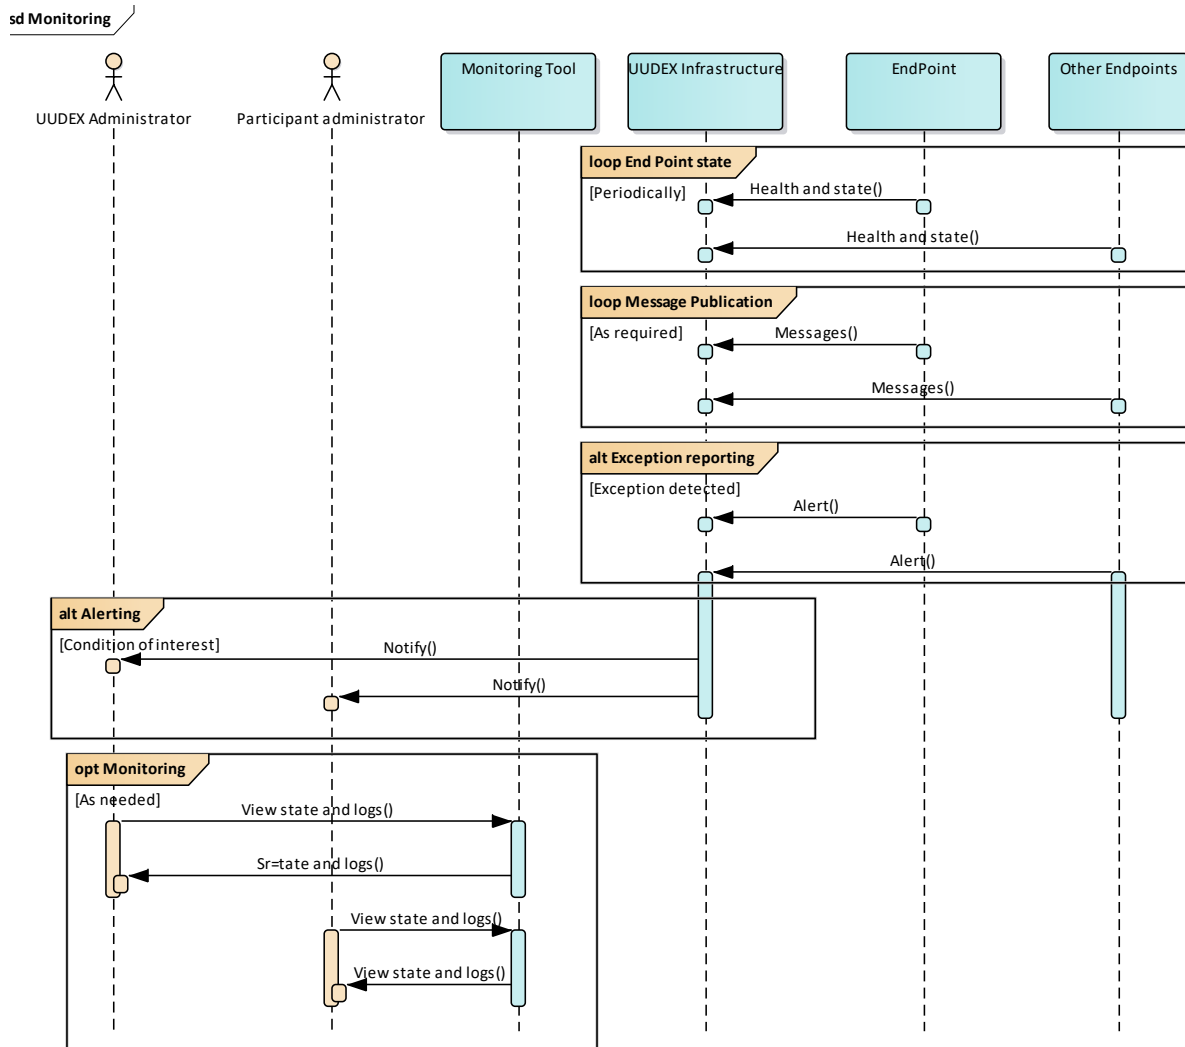 sd Monitoring
UUDEX Administrator
Participant administrator
Monitoring Tool
UUDEX Infrastructure
EndPoint
Other Endpoints
loop End Point state
[Periodically]
Health and state()
Health and state()
loop Message Publication
[As required]
Messages()
Messages()
alt Exception reporting
[Exception detected]
Alert()
Alert()
alt Alerting
[Condition of interest]
Notify()
Notify()
opt Monitoring
[As needed]
View state and logs()
Sr=tate and logs()
View state and logs()
View state and logs()